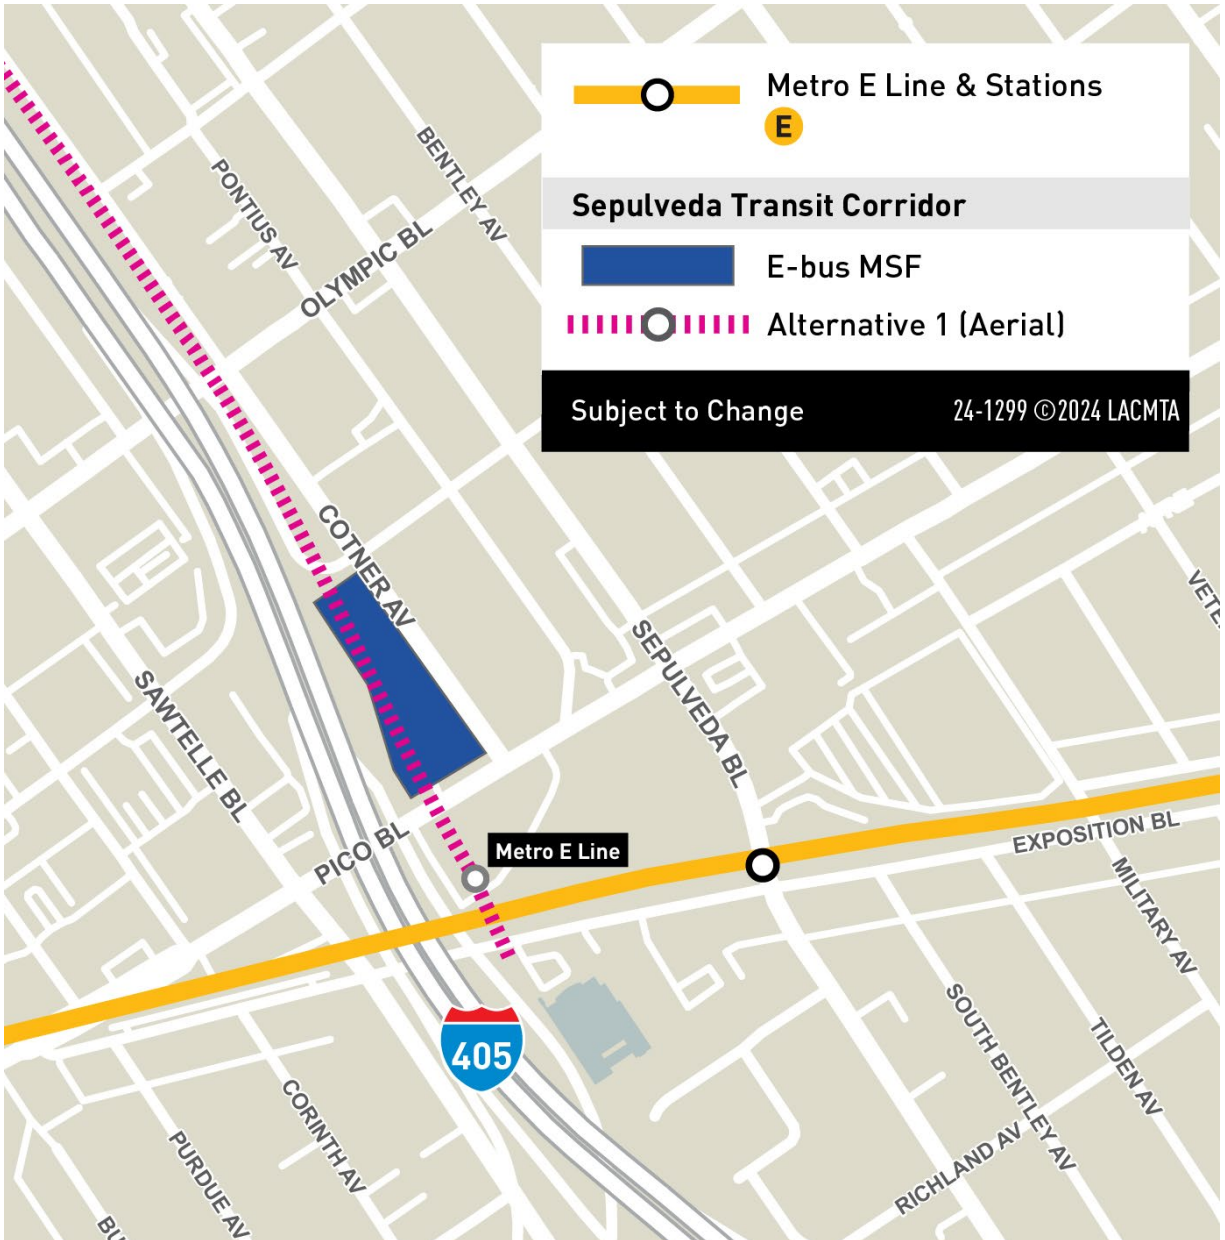 Metro E Line & Stations
E
Sepulveda Transit Corridor
E-bus MSF
Alternative 1 (Aerial)
Subject to Change
24-1299 ©2024 LACMTA
BENTLEY AV
PONTIUS AV
OLYMPIC BL
COTNER AV
SEPULVEDA BL
SAWTELLE BL
PICO BL
Metro E Line
EXPOSITION BL
MILITARY AV
405
SOUTH BENTLEY AV
TILDEN AV
RICHLAND AV
CORINTH AV
PURDUE AV